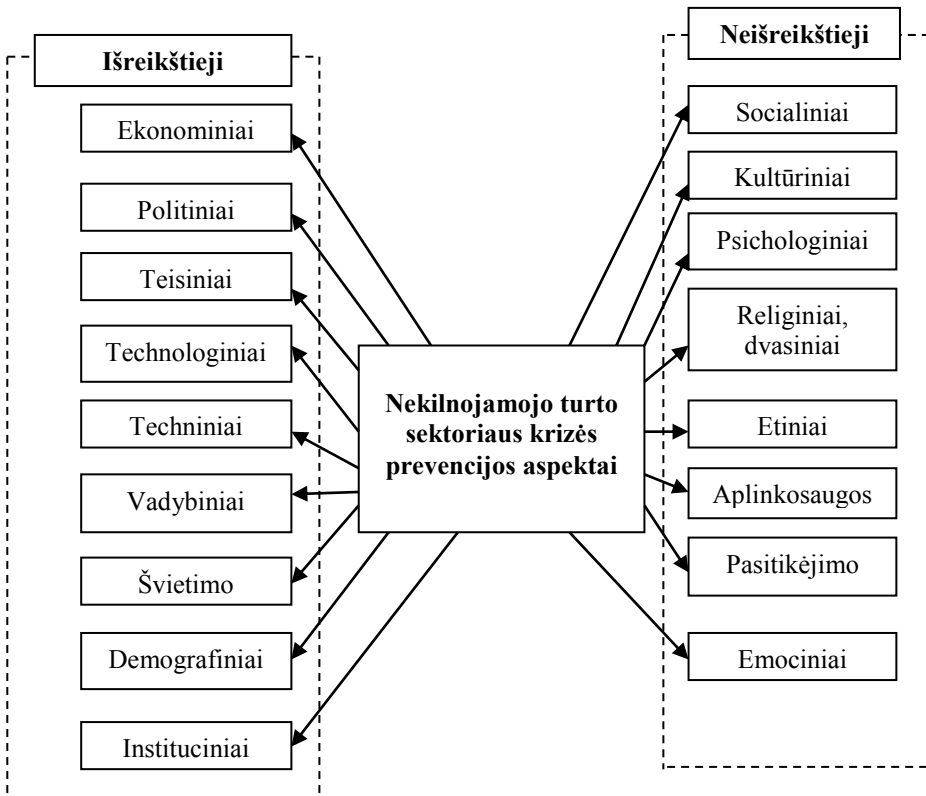 Išreikštieji
Ekonominiai
Politiniai
Teisiniai
Technologiniai
Techniniai
Vadybiniai
Švietimo
Demografiniai
Instituciniai
Nekilnojamojo turto
sektoriaus krizės
prevencijos aspektai
Neišreikštieji
Socialiniai
Kultūriniai
Psichologiniai
Religiniai,
dvasiniai
Etiniai
Aplinkosaugos
Pasitikėjimo
Emociniai